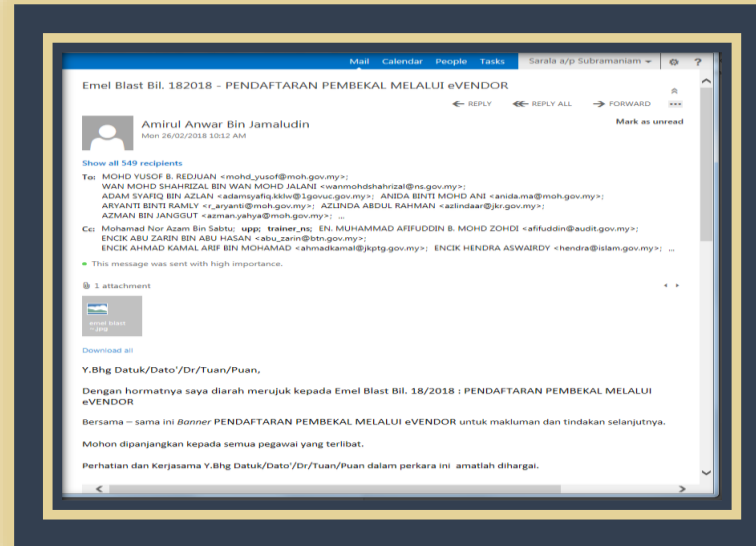 Mail Calendar People Tasks Sarala a/p Subramaniam ?
Emel Blast Bil. 182018 - PENDAFTARAN PEMBEKAL MELALUI eVENDOR
REPLY REPLY ALL FORWARD
Amirul Anwar Bin Jamaludin Mark as unread
Mon 26/02/2018 10:12 AM
Show all 549 recipients
To: MOHD YUSOF B. REDJUAN <mohd_yusof@moh.gov.my>;
WAN MOHD SHAHRIZAL BIN WAN MOHD JALANI <wanmohdshahrizal@ns.gov.my>;
ADAM SYAFIQ BIN AZLAN <adamsyafiq.kklw@1govuc.gov.my>; ANIDA BINTI MOHD ANI <anida.ma@moh.gov.my>;
ARYANTI BINTI RAMLY <r_aryanti@moh.gov.my>; AZLINDA ABDUL RAHMAN <azlindaar@jkr.gov.my>;
AZMAN BIN JANGGUT <azman.yahya@moh.gov.my>; ...
Cc: Mohamad Nor Azam Bin Sabtu; upp; trainer_ns; EN. MUHAMMAD AFIFUDDIN B. MOHD ZOHDI <afifuddin@audit.gov.my>;
ENCIK ABU ZARIN BIN ABU HASAN <abu_zarin@btn.gov.my>;
ENCIK AHMAD KAMAL ARIF BIN MOHAMAD <ahmadkamal@jkptg.gov.my>; ENCIK HENDRA ASWAIRDY <hendra@islam.gov.my>; ...
This message was sent with high importance.
1 attachment
emel blast
~.JPG
Download all
Y.Bhg Datuk/Dato'/Dr/Tuan/Puan,
Dengan hormatnya saya diarah merujuk kepada Emel Blast Bil. 18/2018 : PENDAFTARAN PEMBEKAL MELALUI
eVENDOR
Bersama – sama ini Banner PENDAFTARAN PEMBEKAL MELALUI eVENDOR untuk makluman dan tindakan selanjutnya.
Mohon dipanjangkan kepada semua pegawai yang terlibat.
Perhatian dan Kerjasama Y.Bhg Datuk/Dato'/Dr/Tuan/Puan dalam perkara ini amatlah dihargai.